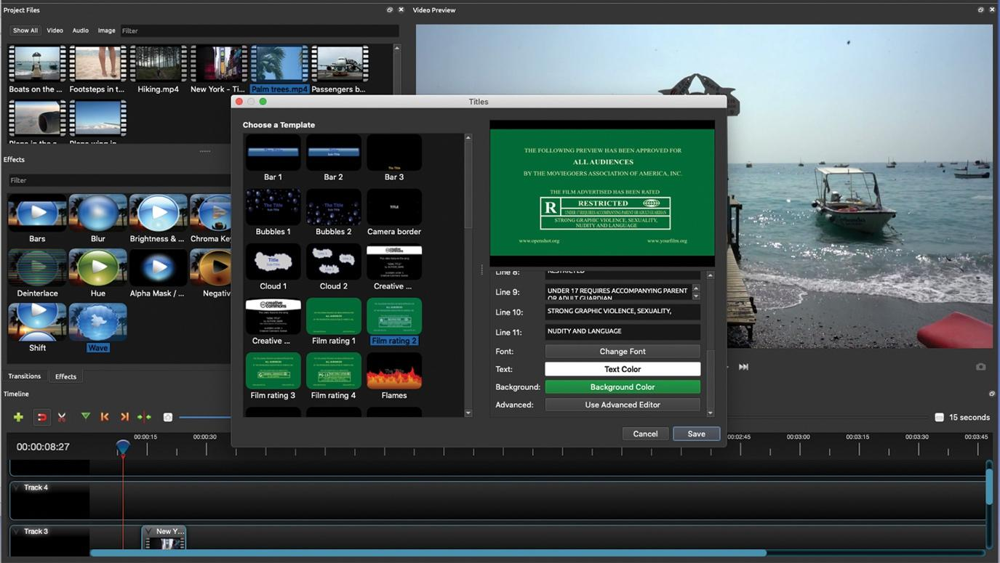 Project Files
Video Preview
Show All Video Audio Image Filter
Boats on the ... Footsteps in t... Hiking.mp4 New York - Ti... Palm trees.mp4 Passengers b...
Effects
Filter
Bars Blur Brightness & ... Chroma Key
Deinterlace Hue Alpha Mask / ... Negativ
Shift Wave
Transitions Effects
Titles
Choose a Template
Bar 1 Bar 2 Bar 3
Bubbles 1 Bubbles 2 Camera border
Cloud 1 Cloud 2 Creative ...
Creative ... Film rating 1 Film rating 2
Film rating 3 Film rating 4 Flames
THE FOLLOWING PREVIEW HAS BEEN APPROVED FOR
ALL AUDIENCES
BY THE MOVIEGOERS ASSOCIATION OF AMERICA, INC.
THE FILM ADVERTISED HAS BEEN RATED
R RESTRICTED
UNDER 17 REQUIRES ACCOMPANYING PARENT OR ADULT GUARDIAN
STRONG GRAPHIC VIOLENCE, SEXUALITY,
NUDITY AND LANGUAGE
www.openshot.org www.yourfilm.org
Line 8: RESTRICTED
Line 9: UNDER 17 REQUIRES ACCOMPANYING PARENT
OR ADULT GUARDIAN
Line 10: STRONG GRAPHIC VIOLENCE, SEXUALITY,
Line 11: NUDITY AND LANGUAGE
Font: Change Font
Text: Text Color
Background: Background Color
Advanced: Use Advanced Editor
Cancel Save
Timeline
15 seconds
00:00:08:27 00:00:15 00:00:30 00:02:45 00:03:00 00:03:15 00:03:30 00:03:45
Track 4
Track 3 New Y...